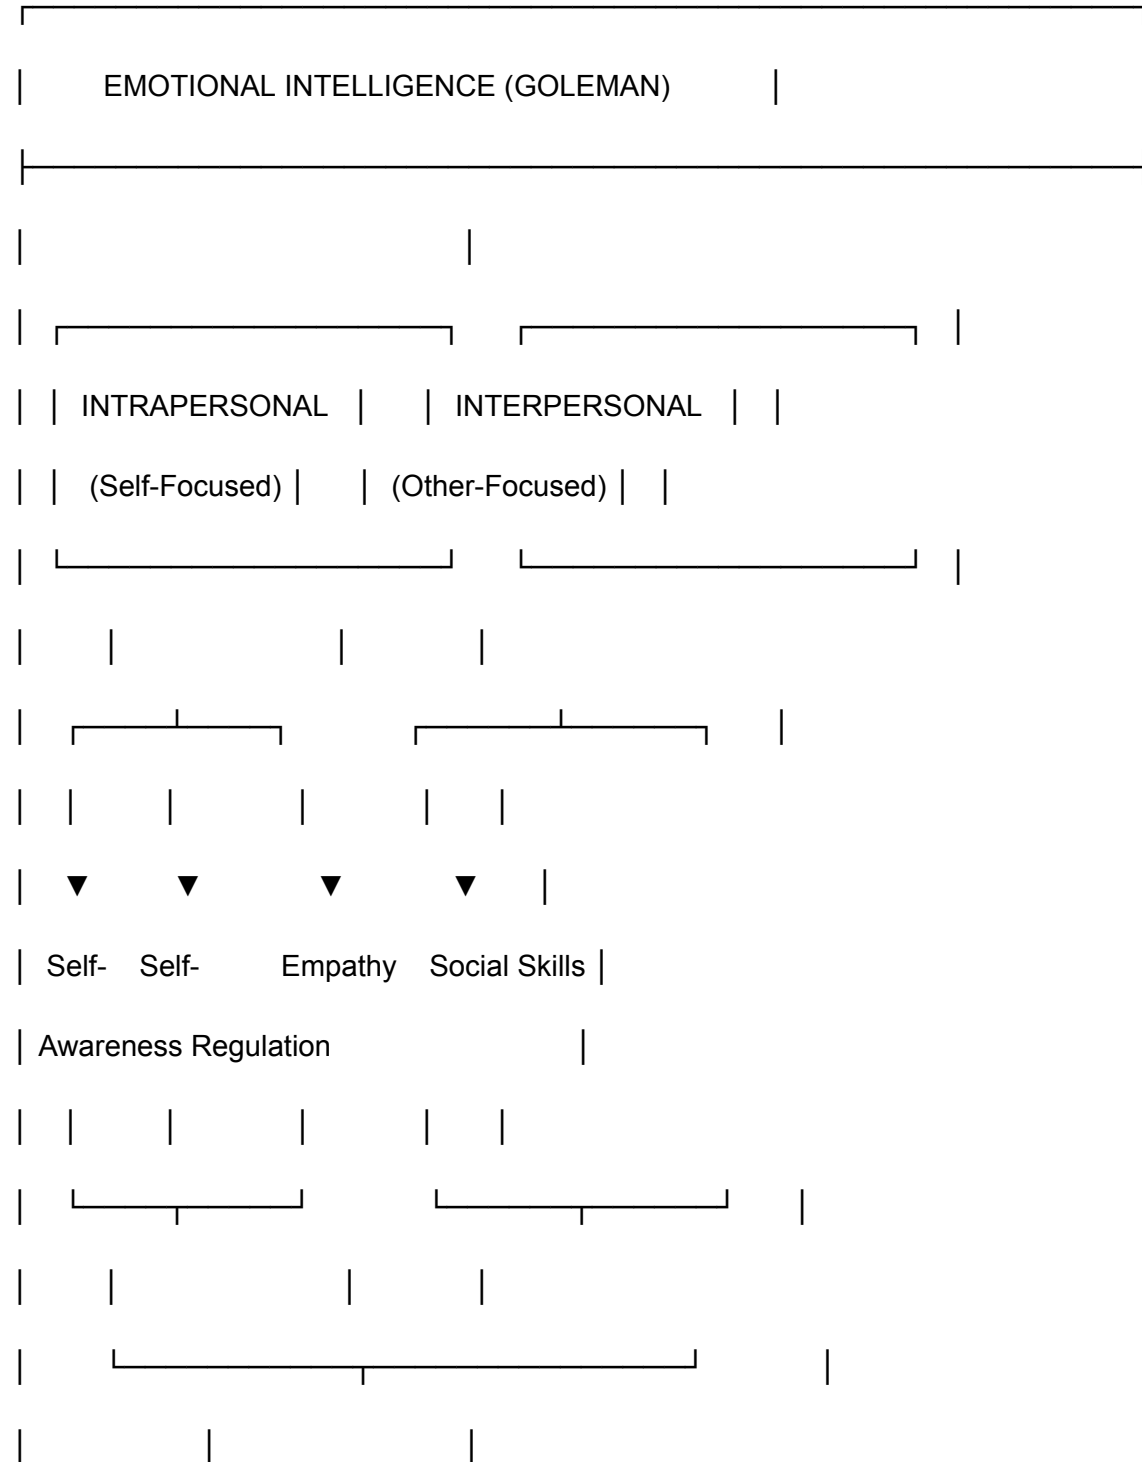 EMOTIONAL INTELLIGENCE (GOLEMAN)
INTRAPERSONAL INTERPERSONAL
(Self-Focused) (Other-Focused)
Self- Self- Empathy Social Skills
Awareness Regulation